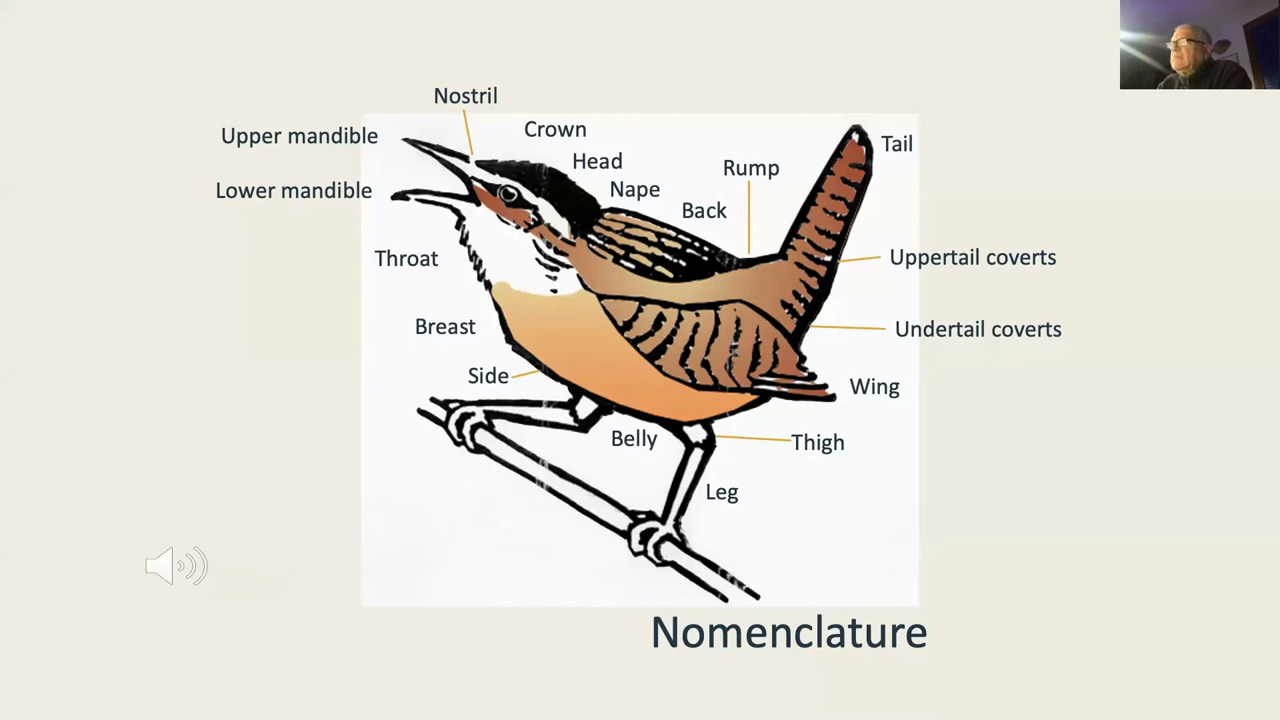 Nostril
Upper mandible
Crown
Tail
Head
Rump
Lower mandible
Nape
Back
Throat
Uppertail coverts
Breast
Undertail coverts
Side
Wing
Belly
Thigh
Leg
Nomenclature